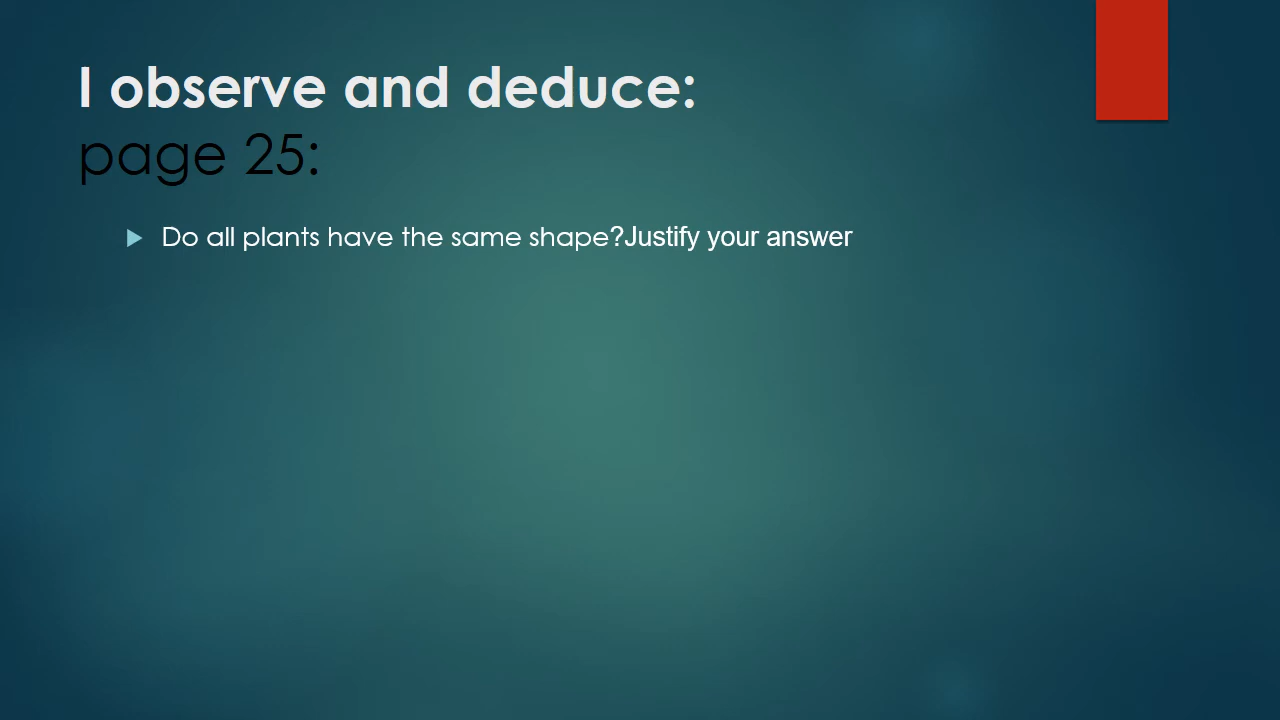 I observe and deduce:
page 25:
Do all plants have the same shape?Justify your answer